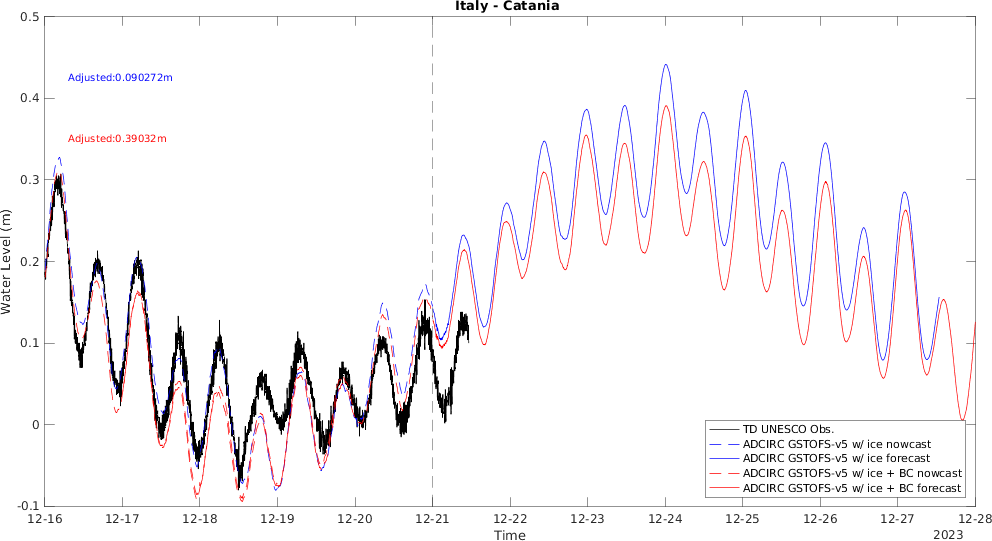 Italy - Catania
0.5
0.4
0.3
0.2
0.1
0
-0.1
Water Level (m)
Adjusted:0.090272m
Adjusted:0.39032m
TD UNESCO Obs.
ADCIRC GSTOFS-v5 w/ ice nowcast
ADCIRC GSTOFS-v5 w/ ice forecast
ADCIRC GSTOFS-v5 w/ ice + BC nowcast
ADCIRC GSTOFS-v5 w/ ice + BC forecast
12-16 12-17 12-18 12-19 12-20 12-21 12-22 12-23 12-24 12-25 12-26 12-27 12-28
Time
2023